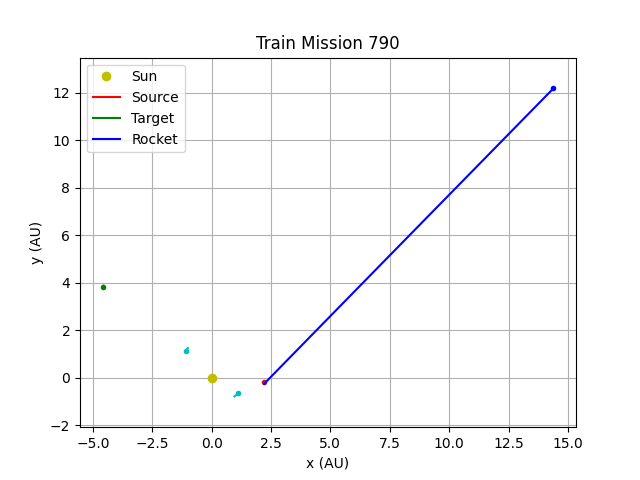 Train Mission 790
Sun
Source
Target
Rocket
12
10
8
6
4
2
0
−2
y (AU)
−5.0 −2.5 0.0 2.5 5.0 7.5 10.0 12.5 15.0
x (AU)